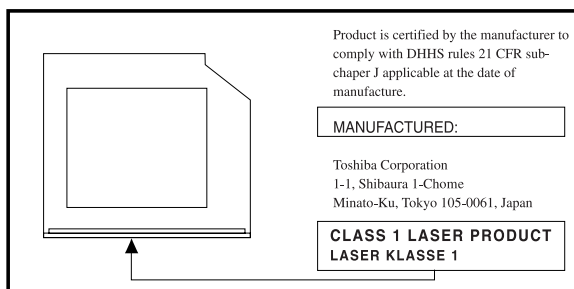 Product is certified by the manufacturer to
comply with DHHS rules 21 CFR sub-
chaper J applicable at the date of
manufacture.
MANUFACTURED:
Toshiba Corporation
1-1, Shibaura 1-Chome
Minato-Ku, Tokyo 105-0061, Japan
CLASS 1 LASER PRODUCT
LASER KLASSE 1